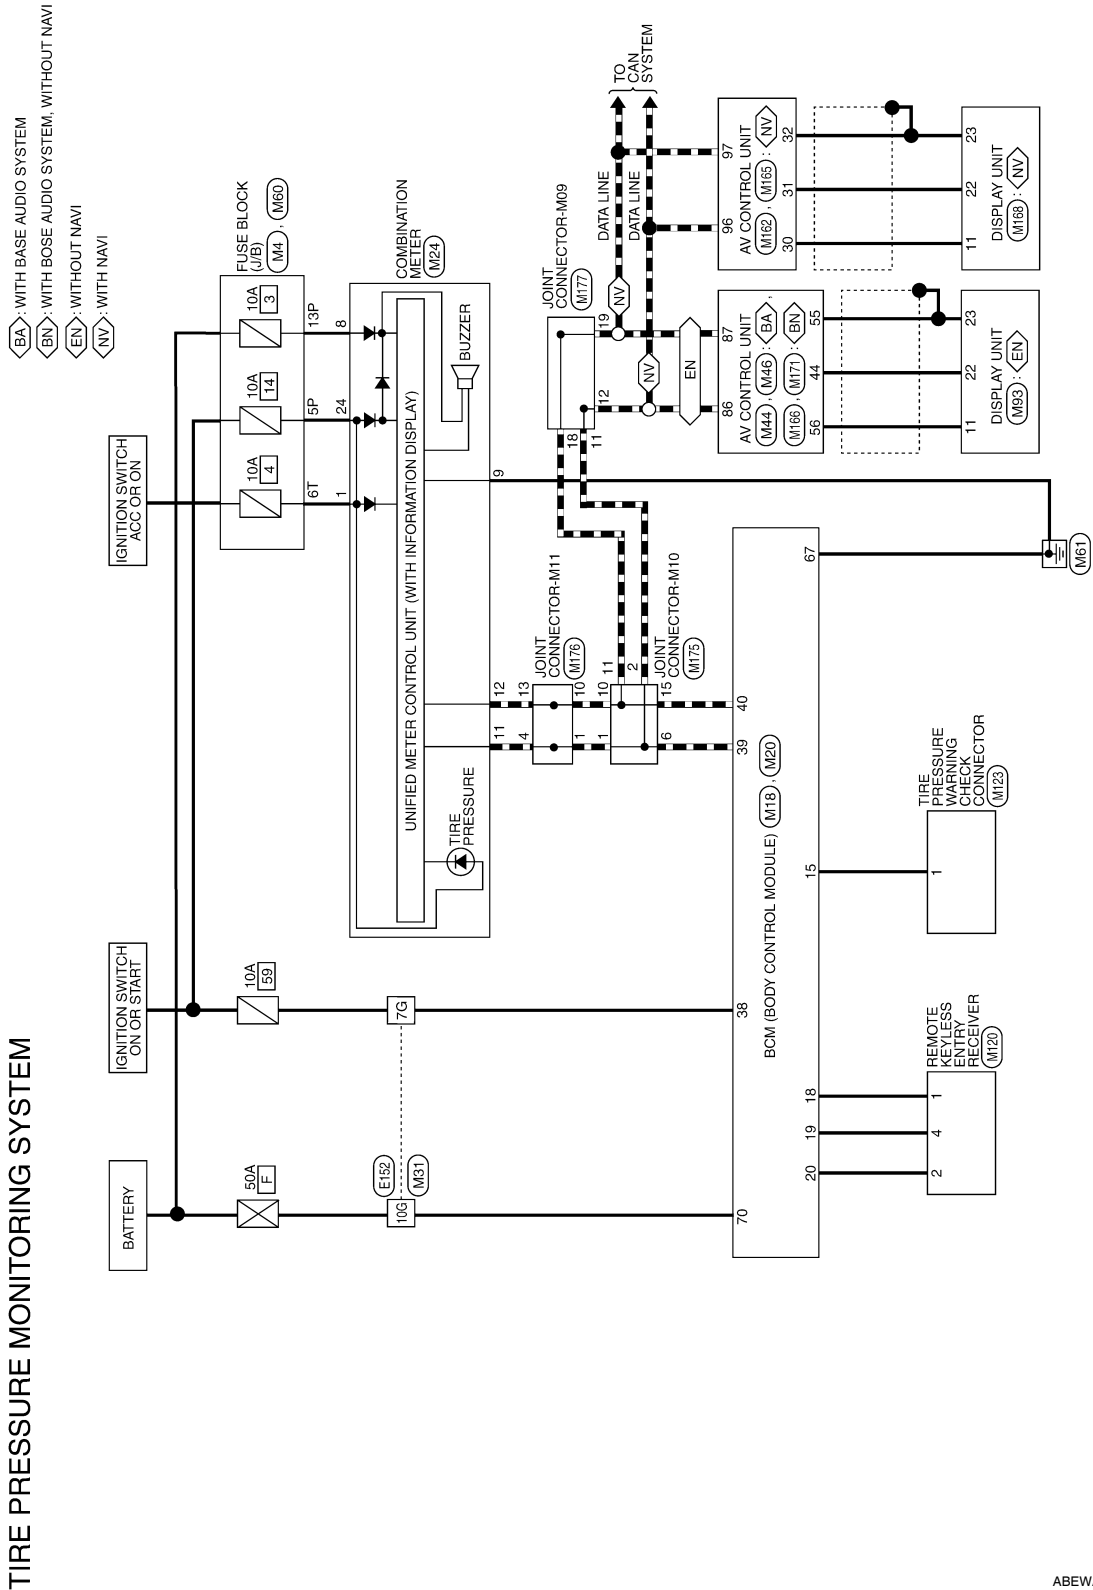 TIRE PRESSURE MONITORING SYSTEM
BA : WITH BASE AUDIO SYSTEM
BN : WITH BOSE AUDIO SYSTEM, WITHOUT NAVI
EN : WITHOUT NAVI
NV : WITH NAVI
BATTERY
IGNITION SWITCH
ON OR START
IGNITION SWITCH
ACC OR ON
50A
F
10A
59
10A
4
10A
14
10A
3
FUSE BLOCK
(J/B)
M4 , M60
6T
5P
13P
E152
10G
M31
7G
1
24
8
COMBINATION
METER
M24
UNIFIED METER CONTROL UNIT (WITH INFORMATION DISPLAY)
TIRE
PRESSURE
BUZZER
11
12
9
4
13
JOINT
CONNECTOR-M11
M176
1
10
1
10
11
2
JOINT
CONNECTOR-M10
M175
6
15
JOINT
CONNECTOR-M09
M177
18
11
12
19
NV
NV
EN
DATA LINE
DATA LINE
TO
CAN
SYSTEM
86
87
AV CONTROL UNIT
M44 , M46 : BA ,
M166 , M171 : BN
56
44
55
96
97
AV CONTROL UNIT
M162 , M165 : NV
30
31
32
11
22
23
DISPLAY UNIT
M93 : EN
11
22
23
DISPLAY UNIT
M168 : NV
70
38
39
40
67
BCM (BODY CONTROL MODULE) M18 , M20
20
19
18
15
M61
2
4
1
REMOTE
KEYLESS
ENTRY
RECEIVER
M120
1
TIRE
PRESSURE
WARNING
CHECK
CONNECTOR
M123
ABEW